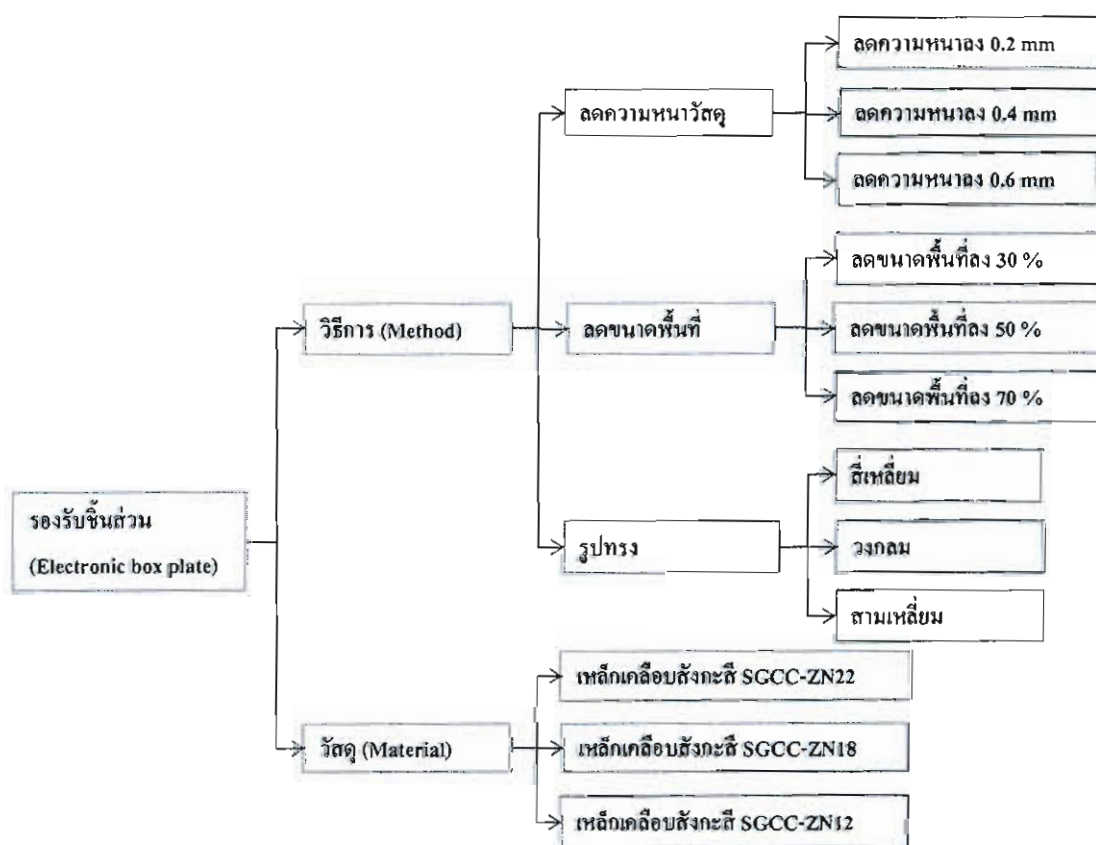 ลดความหนาลง 0.2 mm
ลดความหนาวัสดุ
ลดความหนาลง 0.4 mm
ลดความหนาลง 0.6 mm
ลดขนาดพื้นที่ลง 30 %
วิธีการ (Method)
ลดขนาดพื้นที่
ลดขนาดพื้นที่ลง 50 %
ลดขนาดพื้นที่ลง 70 %
สี่เหลี่ยม
รองรับชิ้นส่วน
(Electronic box plate)
รูปทรง
วงกลม
สามเหลี่ยม
เหล็กเคลือบสังกะสี SGCC-ZN22
วัสดุ (Material)
เหล็กเคลือบสังกะสี SGCC-ZN18
เหล็กเคลือบสังกะสี SGCC-ZN12